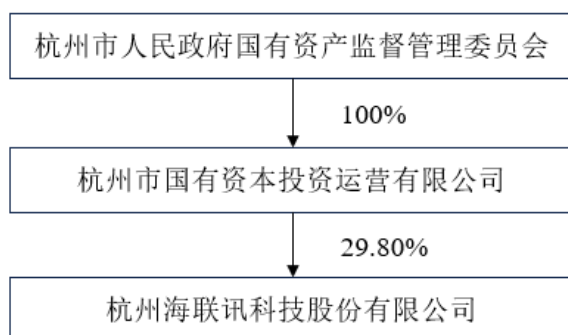 杭州市人民政府国有资产监督管理委员会
100%
杭州市国有资本投资运营有限公司
29.80%
杭州海联讯科技股份有限公司